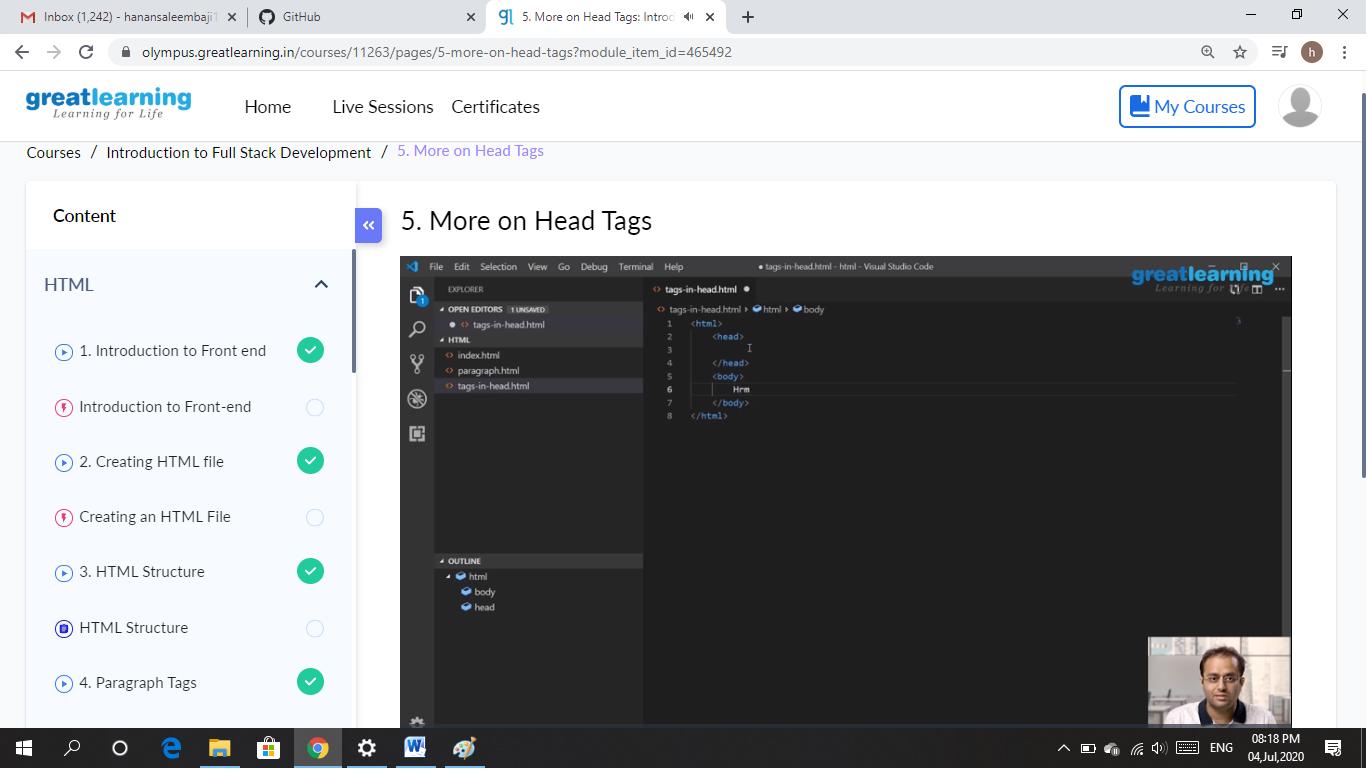 Inbox (1,242) - hanansaleembaji1
GitHub
5. More on Head Tags: Introd
olympus.greatlearning.in/courses/11263/pages/5-more-on-head-tags?module_item_id=465492
h
greatlearning
Learning for Life
Home
Live Sessions
Certificates
My Courses
Courses / Introduction to Full Stack Development / 5. More on Head Tags
Content
HTML
1. Introduction to Front end
Introduction to Front-end
2. Creating HTML file
Creating an HTML File
3. HTML Structure
HTML Structure
4. Paragraph Tags
5. More on Head Tags
File Edit Selection View Go Debug Terminal Help
● tags-in-head.html - html - Visual Studio Code
greatlearning
Learning for Life
1
EXPLORER
OPEN EDITORS 1 UNSAVED
tags-in-head.html
HTML
index.html
paragraph.html
tags-in-head.html
OUTLINE
html
body
head
tags-in-head.html
tags-in-head.html › html › body
1 <html>
2 <head>
3
4 </head>
5 <body>
6 Hrm
7 </body>
8 </html>
ENG
08:18 PM
04,Jul,2020